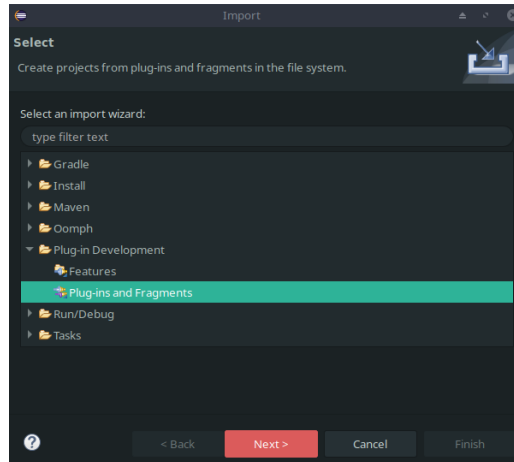 Import
Select
Create projects from plug-ins and fragments in the file system.
Select an import wizard:
type filter text
Gradle
Install
Maven
Oomph
Plug-in Development
Features
Plug-ins and Fragments
Run/Debug
Tasks
?
< Back
Next >
Cancel
Finish